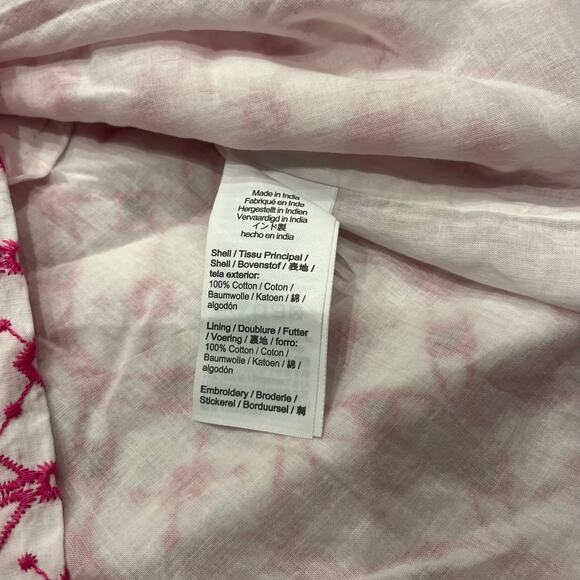 Made in India
Fabriqué en Inde
Hergestellt in Indien
Vervaardigd in India
インド製
hecho en india
Shell / Tissu Principal /
Shell / Bovenstof / 表地 /
tela exterior:
100% Cotton / Coton /
Baumwolle / Katoen / 綿 /
algodón
Lining / Doublure / Futter
/ Voering / 裏地 / forro:
100% Cotton / Coton /
Baumwolle / Katoen / 綿 /
algodón
Embroidery / Broderie /
Stickerei / Borduursel / 刺